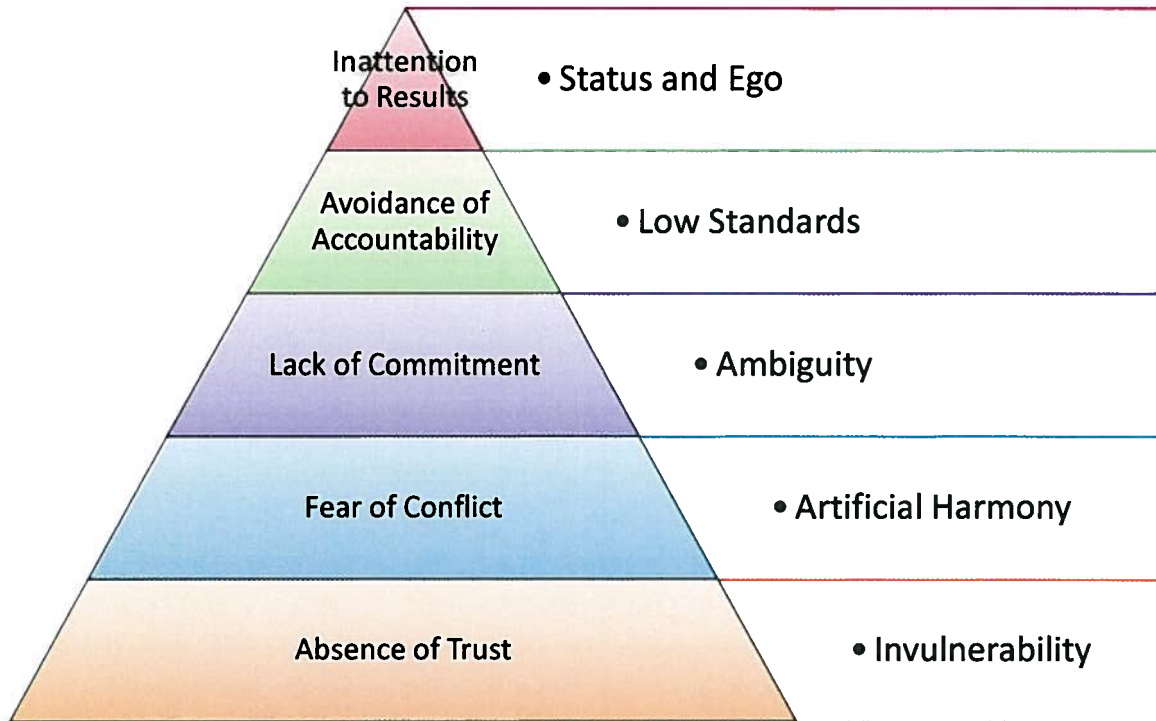 Inattention
to Results
• Status and Ego
Avoidance of
Accountability
• Low Standards
Lack of Commitment
• Ambiguity
Fear of Conflict
• Artificial Harmony
Absence of Trust
• Invulnerability